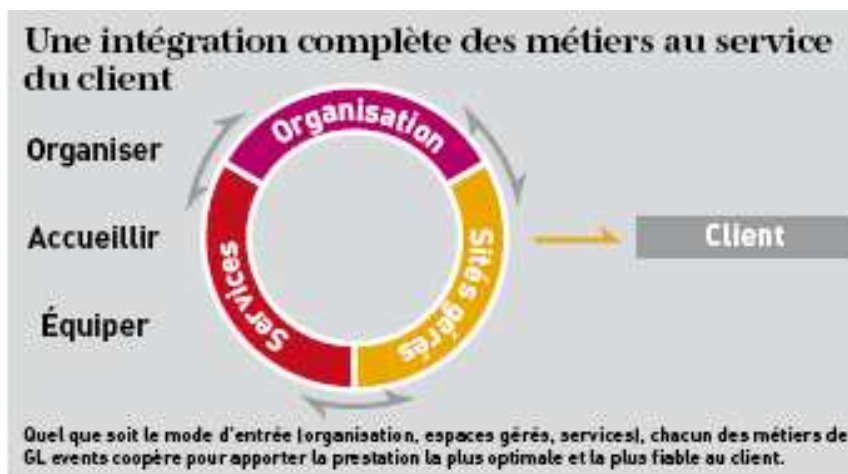 Une intégration complète des métiers au service
du client
Organiser
Accueillir
Équiper
Organisation
Services
Sités gérés
Client
Quel que soit le mode d'entrée (organisation, espaces gérés, services), chacun des métiers de
GL events coopère pour apporter la prestation la plus optimale et la plus fiable au client.